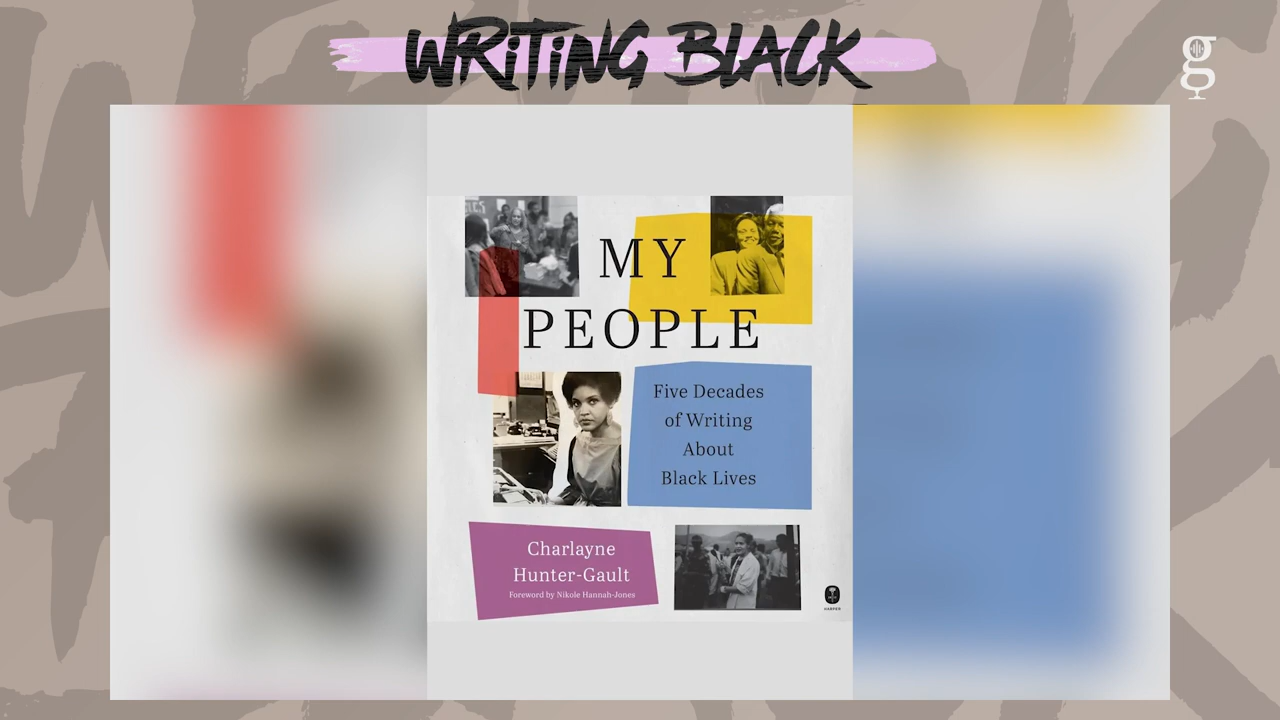 WRiTiNG BLACK
g
MY
PEOPLE
Five Decades
of Writing
About
Black Lives
Charlayne
Hunter-Gault
Foreword by Nikole Hannah-Jones
HARPER